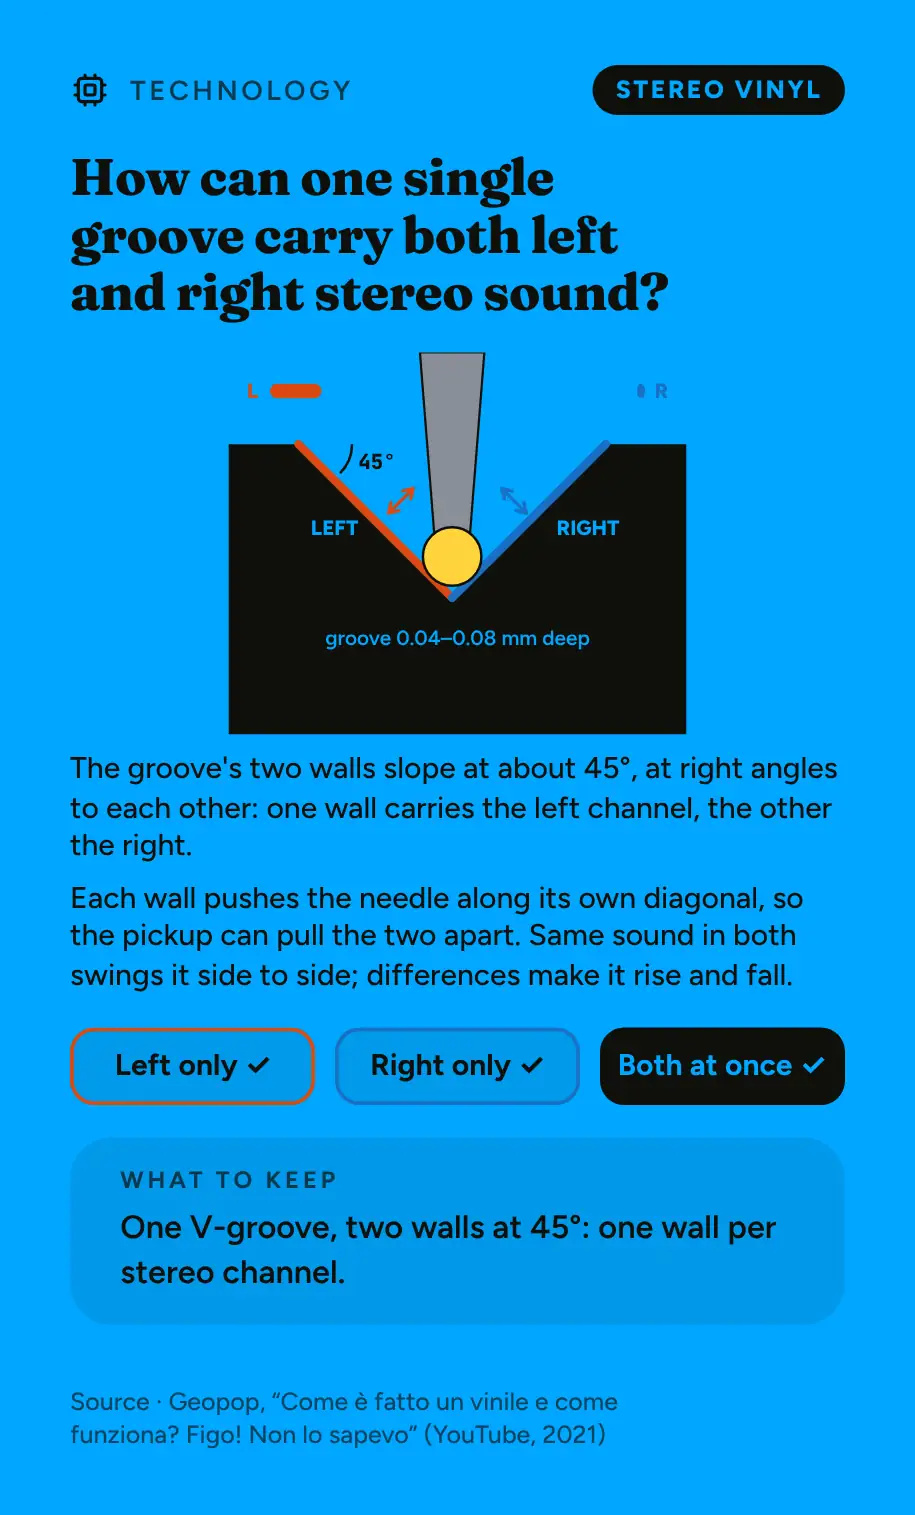 TECHNOLOGY
STEREO VINYL
How can one single
groove carry both left
and right stereo sound?
L
R
45°
LEFT
RIGHT
groove 0.04–0.08 mm deep
The groove's two walls slope at about 45°, at right angles
to each other: one wall carries the left channel, the other
the right.
Each wall pushes the needle along its own diagonal, so
the pickup can pull the two apart. Same sound in both
swings it side to side; differences make it rise and fall.
Left only ✓
Right only ✓
Both at once ✓
WHAT TO KEEP
One V-groove, two walls at 45°: one wall per
stereo channel.
Source · Geopop, “Come è fatto un vinile e come
funziona? Figo! Non lo sapevo” (YouTube, 2021)